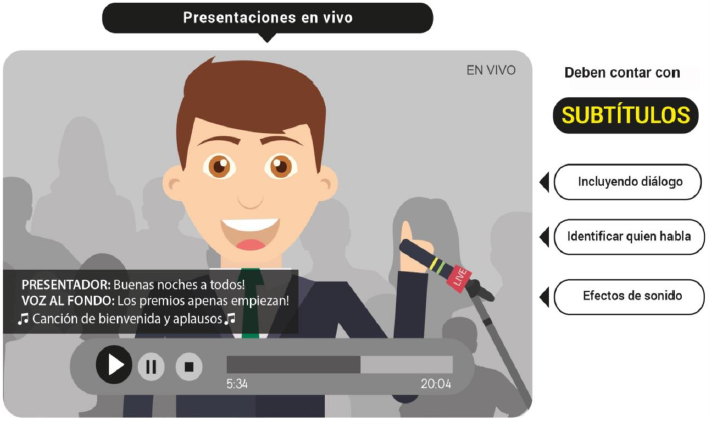 Presentaciones en vivo
EN VIVO
Deben contar con
SUBTÍTULOS
Incluyendo diálogo
Identificar quien habla
Efectos de sonido
LIVE
PRESENTADOR: Buenas noches a todos!
VOZ AL FONDO: Los premios apenas empiezan!
🎵 Canción de bienvenida y aplausos 🎵
5:34
20:04